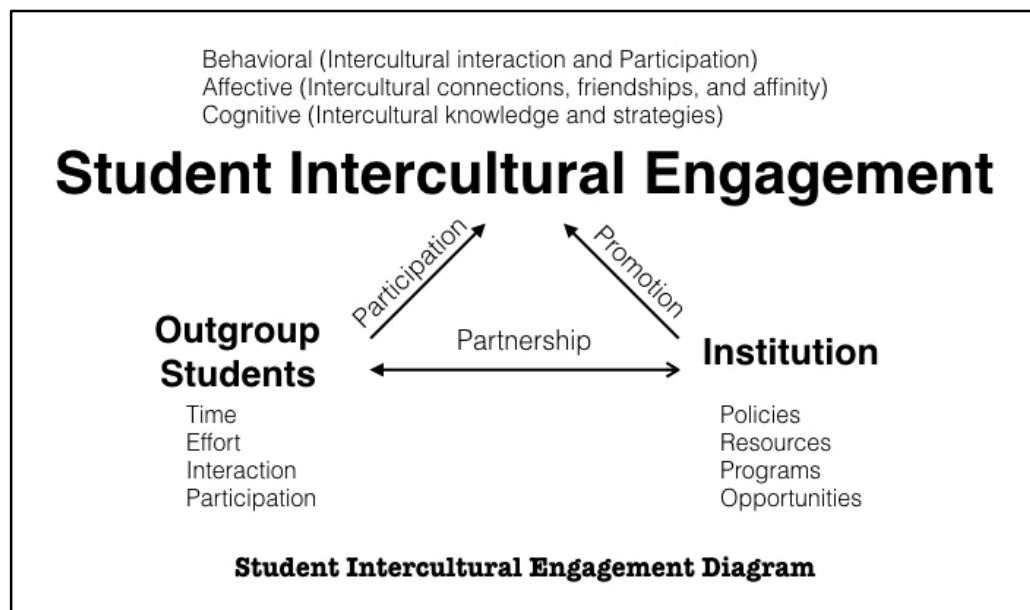 Behavioral (Intercultural interaction and Participation)
Affective (Intercultural connections, friendships, and affinity)
Cognitive (Intercultural knowledge and strategies)
Student Intercultural Engagement
Participation
Promotion
Partnership
Outgroup
Students
Time
Effort
Interaction
Participation
Institution
Policies
Resources
Programs
Opportunities
Student Intercultural Engagement Diagram